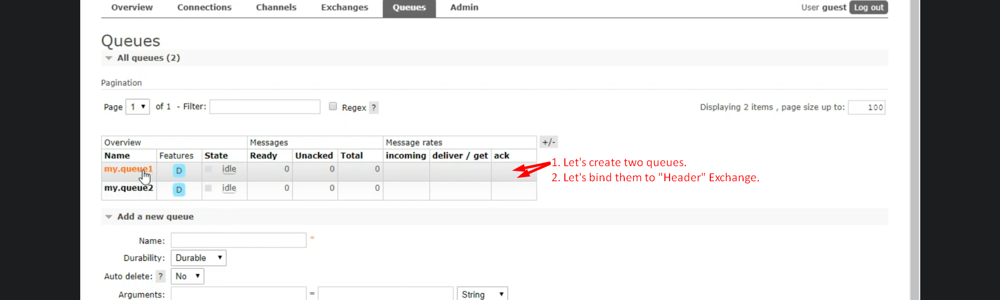 Overview Connections Channels Exchanges Queues Admin User guest Log out
Queues
All queues (2)
Pagination
Page 1 of 1 - Filter: Regex ? Displaying 2 items , page size up to: 100
Overview Messages Message rates +/-
Name Features State Ready Unacked Total incoming deliver / get ack
my.queue1 D idle 0 0 0
my.queue2 D idle 0 0 0
1. Let's create two queues.
2. Let's bind them to "Header" Exchange.
Add a new queue
Name: *
Durability: Durable
Auto delete: ? No
Arguments: = String